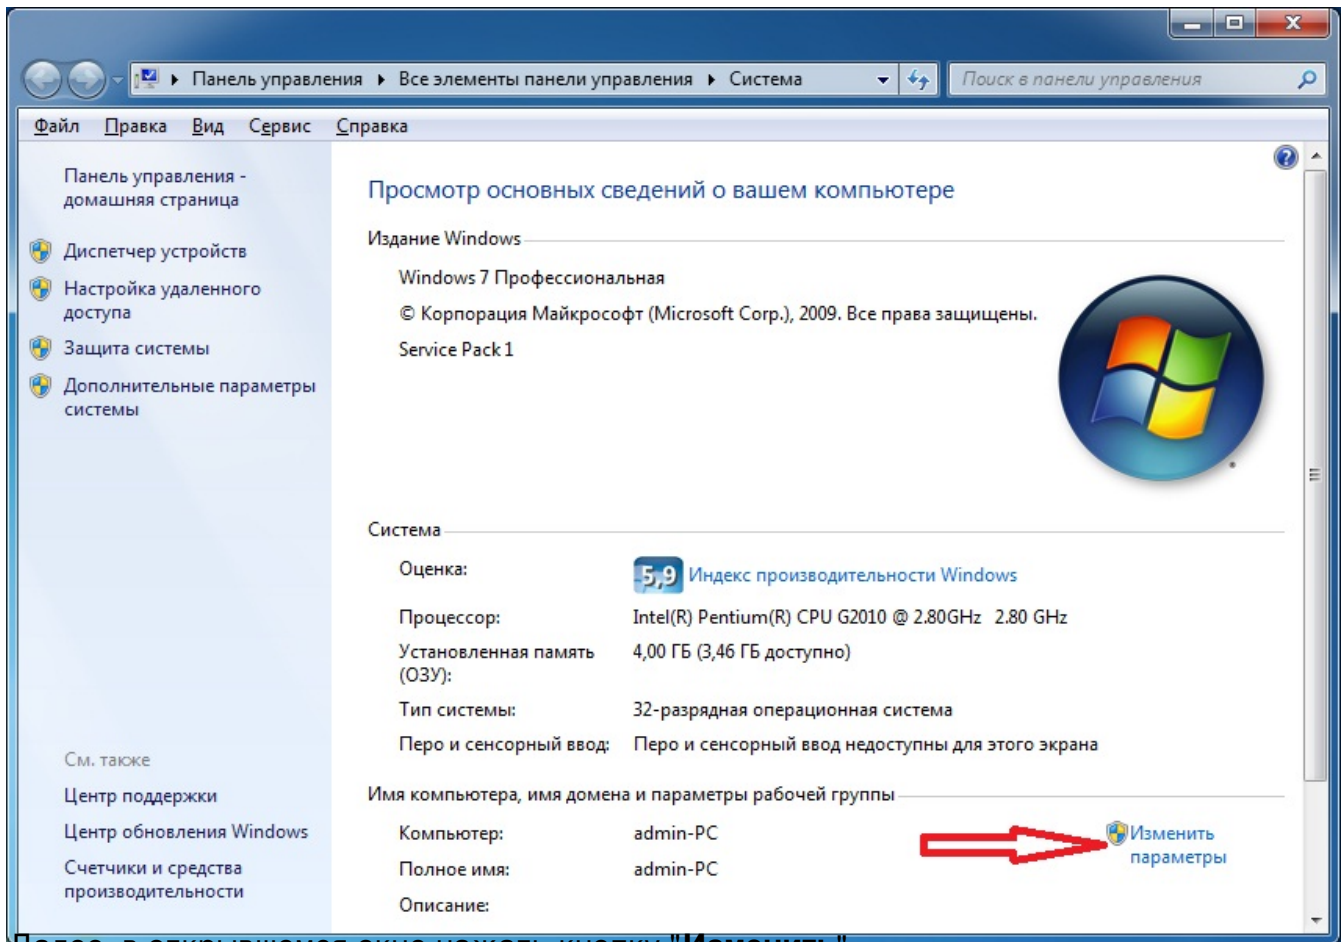 Панель управления ▸ Все элементы панели управления ▸ Система
Поиск в панели управления
Файл Правка Вид Сервис Справка
Панель управления -
домашняя страница
Диспетчер устройств
Настройка удаленного
доступа
Защита системы
Дополнительные параметры
системы
См. также
Центр поддержки
Центр обновления Windows
Счетчики и средства
производительности
Просмотр основных сведений о вашем компьютере
Издание Windows
Windows 7 Профессиональная
© Корпорация Майкрософт (Microsoft Corp.), 2009. Все права защищены.
Service Pack 1
Система
Оценка: 5,9 Индекс производительности Windows
Процессор: Intel(R) Pentium(R) CPU G2010 @ 2.80GHz 2.80 GHz
Установленная память 4,00 ГБ (3,46 ГБ доступно)
(ОЗУ):
Тип системы: 32-разрядная операционная система
Перо и сенсорный ввод: Перо и сенсорный ввод недоступны для этого экрана
Имя компьютера, имя домена и параметры рабочей группы
Компьютер: admin-PC Изменить
параметры
Полное имя: admin-PC
Описание:
Далее, в открывшемся окне нажать кнопку "Изменить"